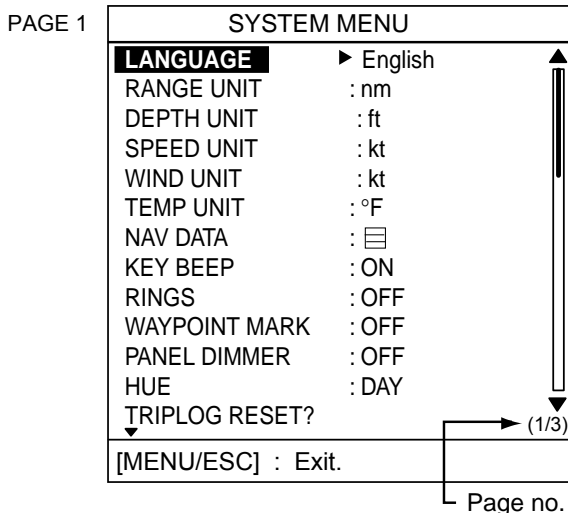 PAGE 1
SYSTEM MENU
LANGUAGE ▶ English
RANGE UNIT : nm
DEPTH UNIT : ft
SPEED UNIT : kt
WIND UNIT : kt
TEMP UNIT : °F
NAV DATA :
KEY BEEP : ON
RINGS : OFF
WAYPOINT MARK : OFF
PANEL DIMMER : OFF
HUE : DAY
TRIPLOG RESET?
(1/3)
[MENU/ESC] : Exit.
Page no.